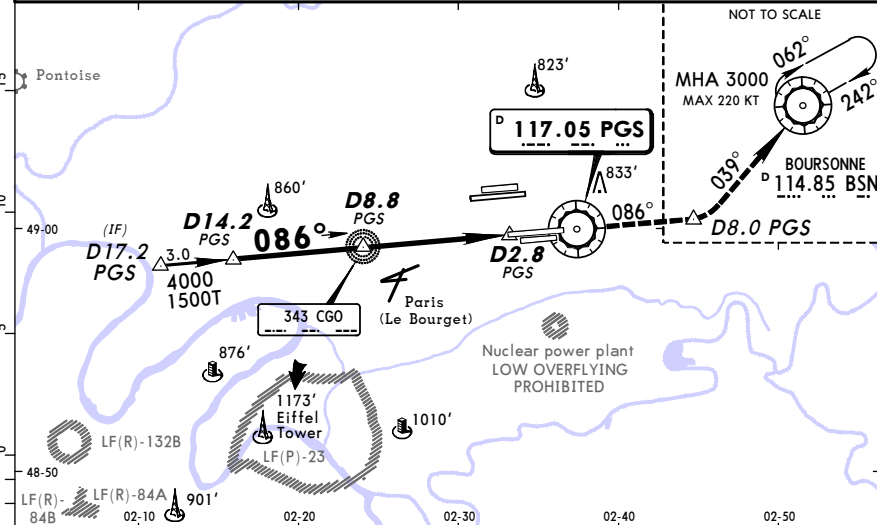 NOT TO SCALE
Pontoise
823'
MHA 3000
MAX 220 KT
062°
242°
D 117.05 PGS
860'
833'
039°
BOURSONNE
D 114.85 BSN
49-00
(IF)
D17.2
PGS
D14.2
PGS
086°
D8.8
PGS
086°
D8.0 PGS
3.0
4000
1500T
D2.8
PGS
343 CGO
Paris
(Le Bourget)
876'
Nuclear power plant
LOW OVERFLYING
PROHIBITED
1173'
Eiffel
Tower
1010'
LF(R)-132B
LF(P)-23
48-50
LF(R)-84A
LF(R)-
84B
901'
02-10
02-20
02-30
02-40
02-50